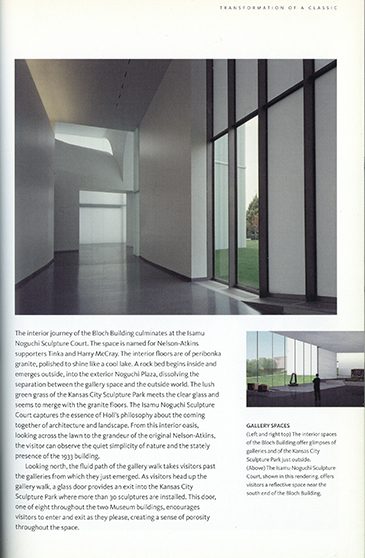 TRANSFORMATION OF A CLASSIC
The interior journey of the Bloch Building culminates at the Isamu
Noguchi Sculpture Court. The space is named for Nelson-Atkins
supporters Tinka and Harry McCray. The interior floors are of peribonka
granite, polished to shine like a cool lake. A rock bed begins inside and
emerges outside, into the exterior Noguchi Plaza, dissolving the
separation between the gallery space and the outside world. The lush
green grass of the Kansas City Sculpture Park meets the clear glass and
seems to merge with the granite floors. The Isamu Noguchi Sculpture
Court captures the essence of Holl's philosophy about the coming
together of architecture and landscape. From this interior oasis,
looking across the lawn to the grandeur of the original Nelson-Atkins,
the visitor can observe the quiet simplicity of nature and the stately
presence of the 1933 building.
Looking north, the fluid path of the gallery walk takes visitors past
the galleries from which they just emerged. As visitors head up the
gallery walk, a glass door provides an exit into the Kansas City
Sculpture Park where more than 30 sculptures are installed. This door,
one of eight throughout the two Museum buildings, encourages
visitors to enter and exit as they please, creating a sense of porosity
throughout the space.
GALLERY SPACES
(Left and right top) The interior spaces
of the Bloch Building offer glimpses of
galleries and of the Kansas City
Sculpture Park just outside.
(Above) The Isamu Noguchi Sculpture
Court, shown in this rendering, offers
visitors a reflective space near the
south end of the Bloch Building.